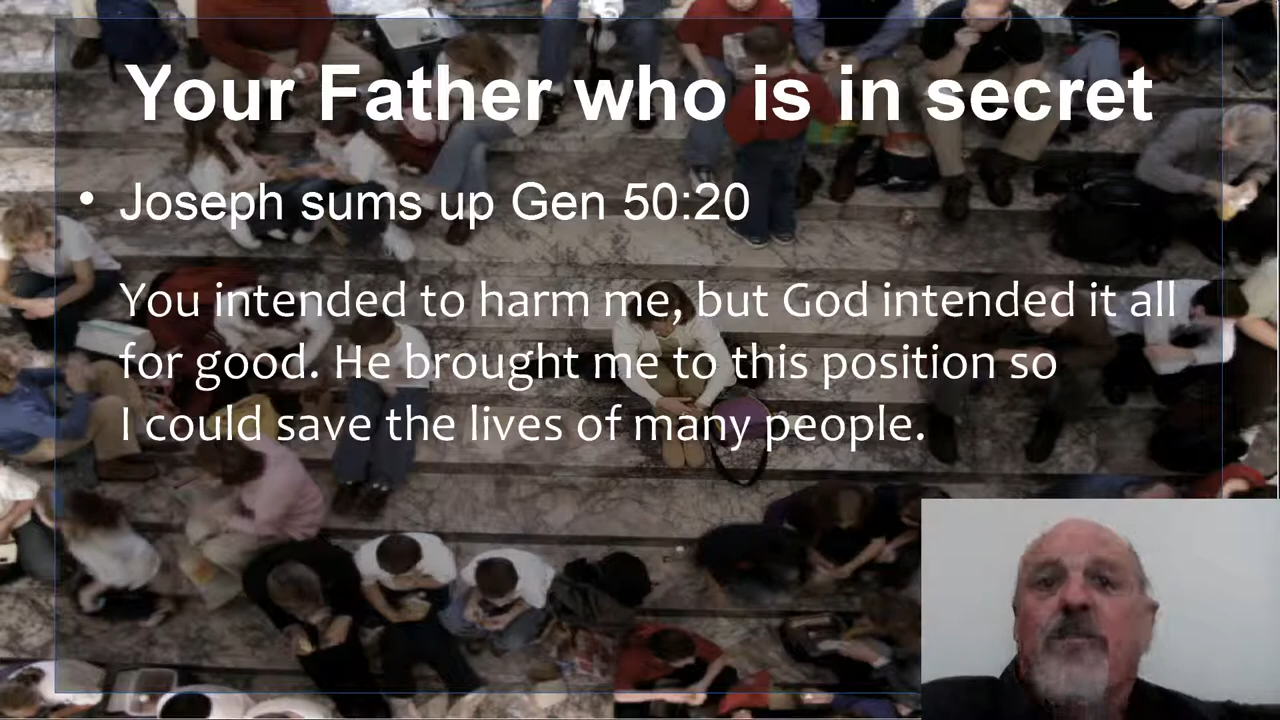 Your Father who is in secret
• Joseph sums up Gen 50:20
You intended to harm me, but God intended it all
for good. He brought me to this position so
I could save the lives of many people.